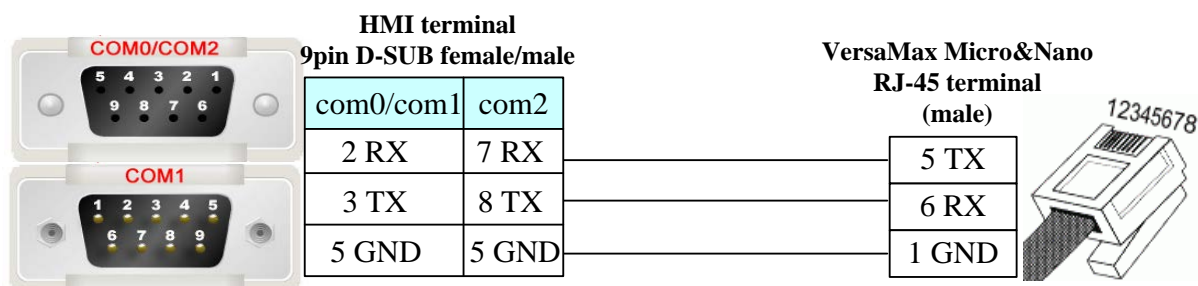 COM0/COM2
5 4 3 2 1
9 8 7 6
COM1
1 2 3 4 5
6 7 8 9
HMI terminal
9pin D-SUB female/male
com0/com1 com2
2 RX 7 RX
3 TX 8 TX
5 GND 5 GND
VersaMax Micro&Nano
RJ-45 terminal
(male)
5 TX
6 RX
1 GND
12345678